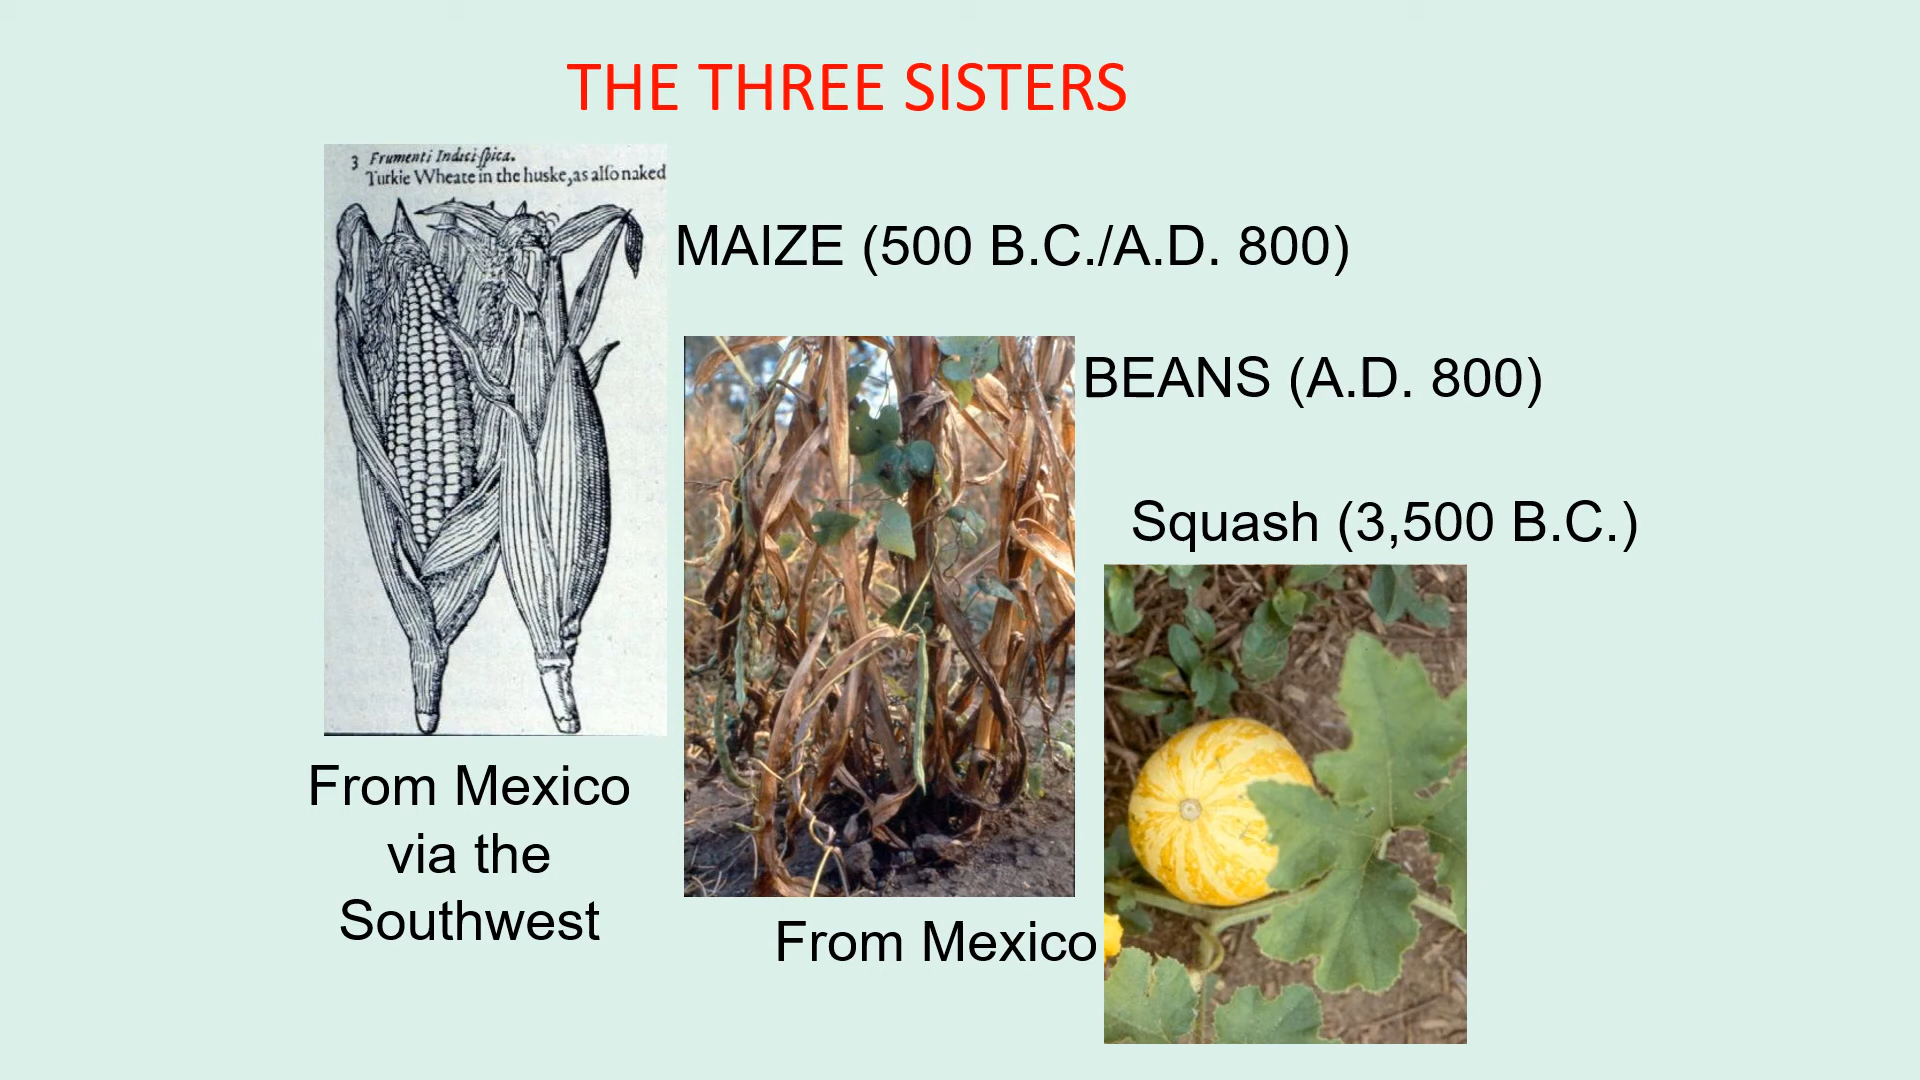 THE THREE SISTERS
3 Frumenti Indici spica.
Turkie Wheate in the huske, as also naked
MAIZE (500 B.C./A.D. 800)
BEANS (A.D. 800)
Squash (3,500 B.C.)
From Mexico
via the
Southwest
From Mexico